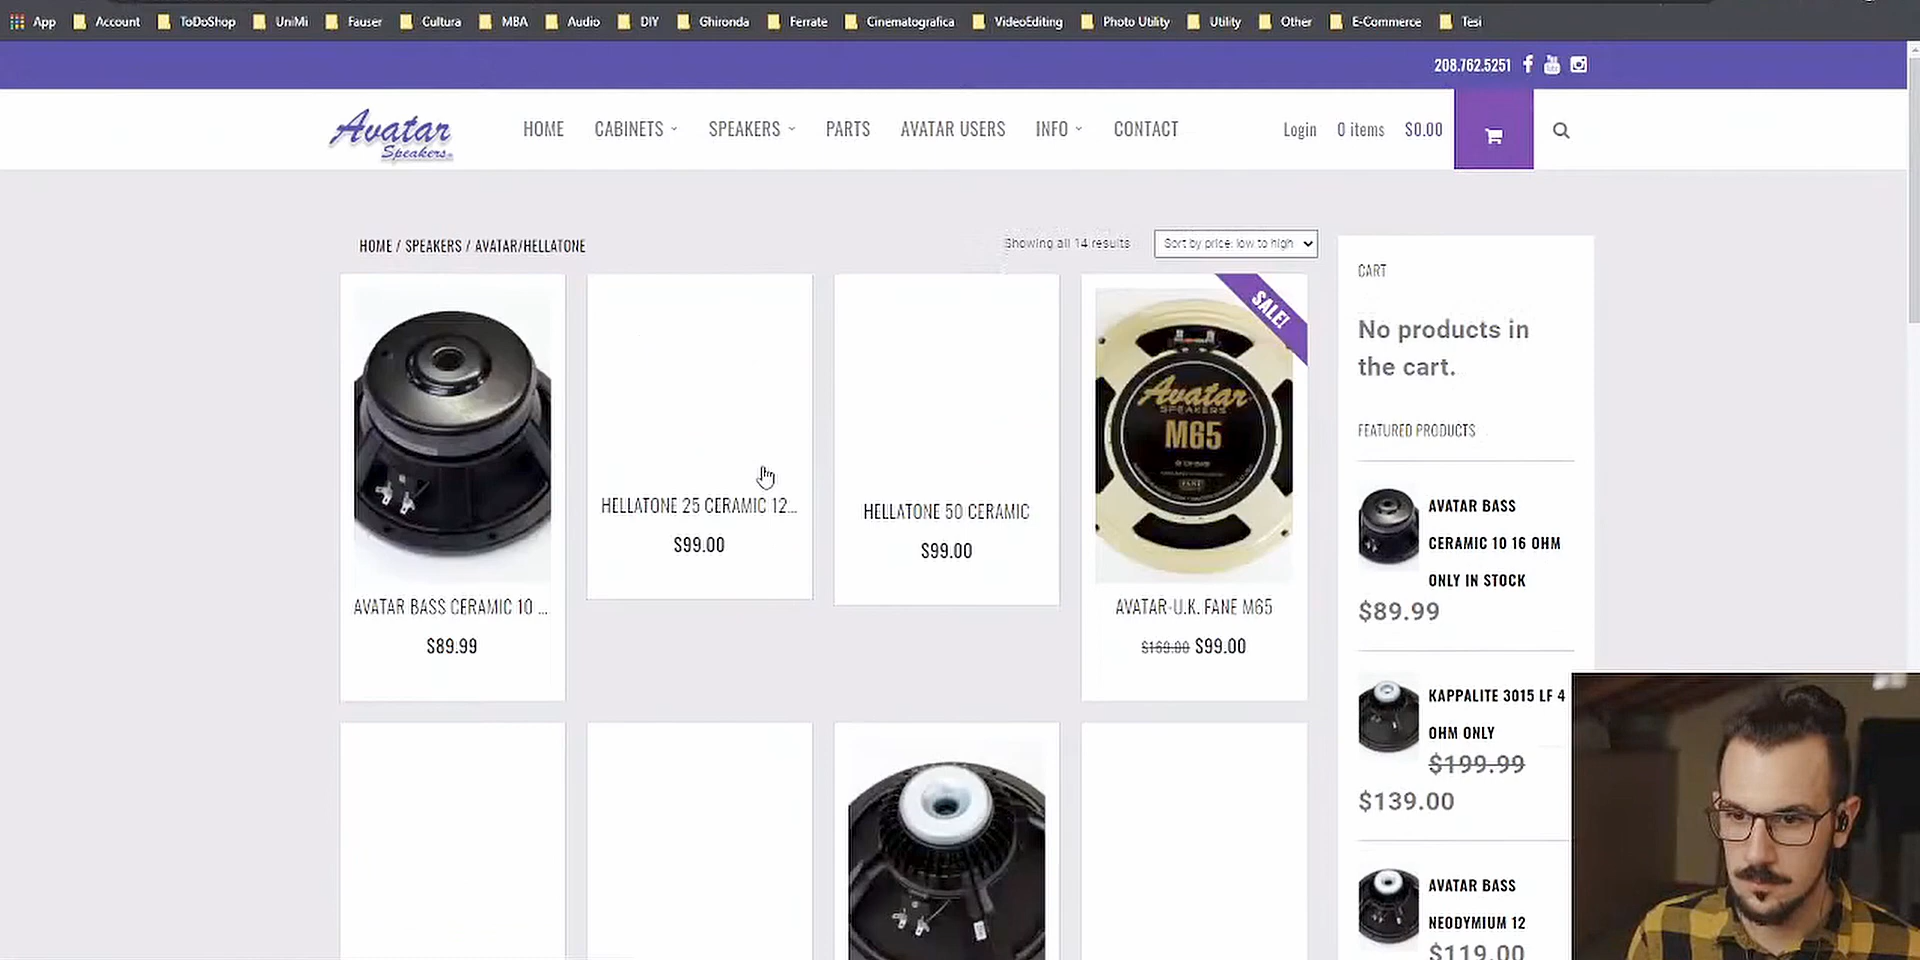 App Account ToDoShop UniMi Fauser Cultura MBA Audio DIY Ghironda Ferrate Cinematografica VideoEditing Photo Utility Utility Other E-Commerce Tesi
208.762.5251
Avatar
Speakers
HOME CABINETS SPEAKERS PARTS AVATAR USERS INFO CONTACT Login 0 items $0.00
HOME / SPEAKERS / AVATAR/HELLATONE
Showing all 14 results
Sort by price: low to high
SALE!
Avatar
SPEAKERS
M65
FANE
AVATAR BASS CERAMIC 10 ...
$89.99
HELLATONE 25 CERAMIC 12...
$99.00
HELLATONE 50 CERAMIC
$99.00
AVATAR-U.K. FANE M65
$169.00 $99.00
CART
No products in
the cart.
FEATURED PRODUCTS
AVATAR BASS
CERAMIC 10 16 OHM
ONLY IN STOCK
$89.99
KAPPALITE 3015 LF 4
OHM ONLY
$199.99
$139.00
AVATAR BASS
NEODYMIUM 12
$119.00